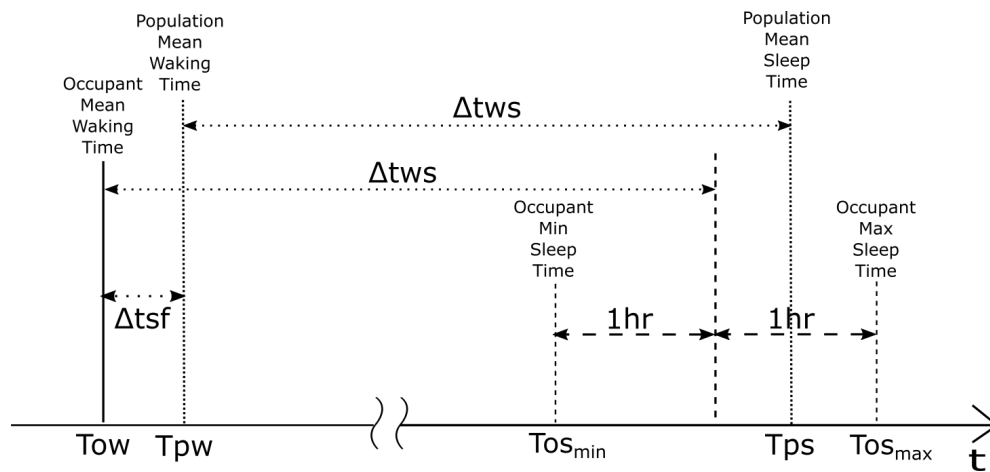 Population
Mean
Waking
Time
Population
Mean
Sleep
Time
Occupant
Mean
Waking
Time
Δtws
Δtws
Occupant
Min
Sleep
Time
Occupant
Max
Sleep
Time
Δtsf
1hr
1hr
Tow
Tpw
Tosmin
Tps
Tosmax
t